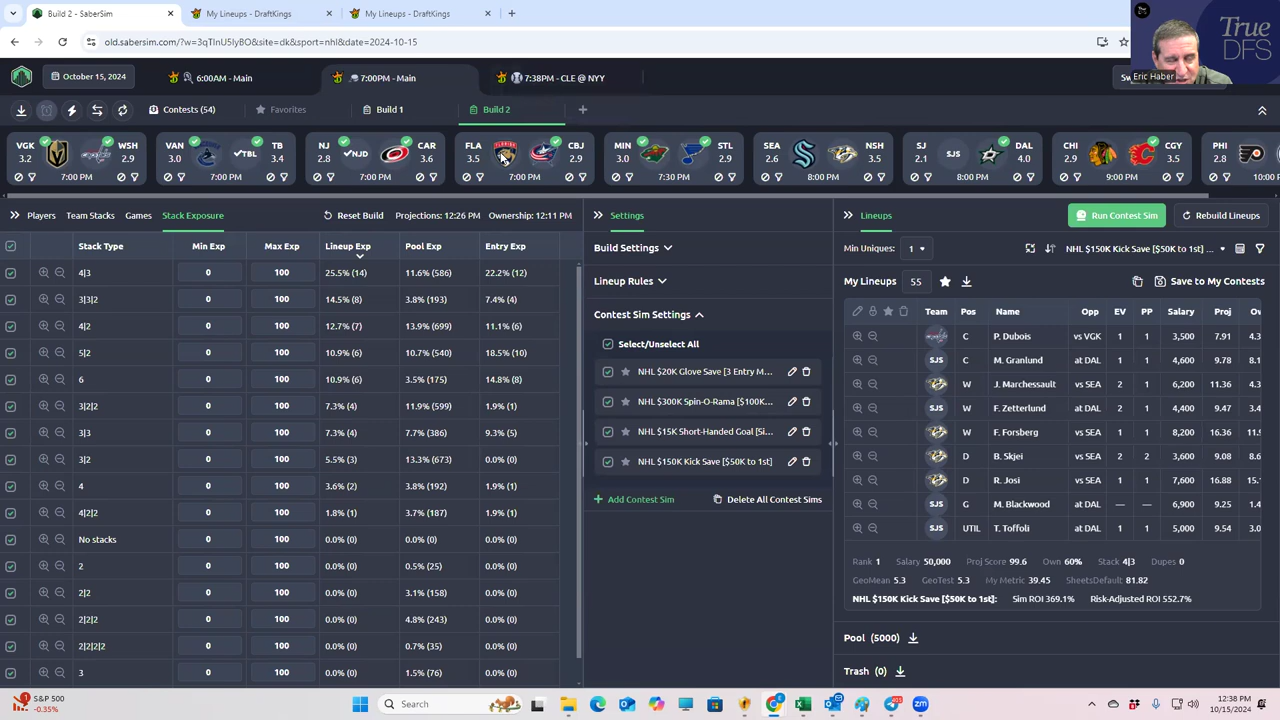 Build 2 - SaberSim
My Lineups - DraftKings
My Lineups - DraftKings
old.sabersim.com/?w=3qTInU5lyBO&site=dk&sport=nhl&date=2024-10-15
True DFS
Eric Haber
October 15, 2024
6:00AM - Main
7:00PM - Main
7:38PM - CLE @ NYY
Contests (54)
Favorites
Build 1
Build 2
VGK 3.2 WSH 2.9 7:00 PM
VAN 3.0 TBL TB 3.4 7:00 PM
NJ 2.8 NJD CAR 3.6 7:00 PM
FLA 3.5 CBJ 2.9 7:00 PM
MIN 3.0 STL 2.9 7:30 PM
SEA 2.6 NSH 3.5 8:00 PM
SJ 2.1 SJS DAL 4.0 8:00 PM
CHI 2.9 CGY 3.1 9:00 PM
PHI 2.8 10:00 P
Players Team Stacks Games Stack Exposure Reset Build Projections: 12:26 PM Ownership: 12:11 PM
Stack Type Min Exp Max Exp Lineup Exp Pool Exp Entry Exp
4|3 0 100 25.5% (14) 11.6% (586) 22.2% (12)
3|3|2 0 100 14.5% (8) 3.8% (193) 7.4% (4)
4|2 0 100 12.7% (7) 13.9% (699) 11.1% (6)
5|2 0 100 10.9% (6) 10.7% (540) 18.5% (10)
6 0 100 10.9% (6) 3.5% (175) 14.8% (8)
3|2|2 0 100 7.3% (4) 11.9% (599) 1.9% (1)
3|3 0 100 7.3% (4) 7.7% (386) 9.3% (5)
3|2 0 100 5.5% (3) 13.3% (673) 0.0% (0)
4 0 100 3.6% (2) 3.8% (192) 1.9% (1)
4|2|2 0 100 1.8% (1) 3.7% (187) 1.9% (1)
No stacks 0 100 0.0% (0) 0.0% (0) 0.0% (0)
2 0 100 0.0% (0) 0.5% (25) 0.0% (0)
2|2 0 100 0.0% (0) 3.1% (158) 0.0% (0)
2|2|2 0 100 0.0% (0) 4.8% (243) 0.0% (0)
2|2|2|2 0 100 0.0% (0) 0.7% (35) 0.0% (0)
3 0 100 0.0% (0) 1.5% (76) 0.0% (0)
Settings
Build Settings
Lineup Rules
Contest Sim Settings
Select/Unselect All
NHL $20K Glove Save [3 Entry M...
NHL $300K Spin-O-Rama [$100K...
NHL $15K Short-Handed Goal [Si...
NHL $150K Kick Save [$50K to 1st]
Add Contest Sim Delete All Contest Sims
Lineups Run Contest Sim Rebuild Lineups
Min Uniques: 1 NHL $150K Kick Save [$50K to 1st] ...
My Lineups 55 Save to My Contests
Team Pos Name Opp EV PP Salary Proj
C P. Dubois vs VGK 1 1 3,500 7.91 4.3
SJS C M. Granlund at DAL 1 1 4,600 9.78
W J. Marchessault vs SEA 2 1 6,200 11.36
SJS W F. Zetterlund at DAL 2 1 4,400 9.47
W F. Forsberg vs SEA 1 1 8,200 16.36
D B. Skjei vs SEA 2 2 3,600 9.08
D R. Josi vs SEA 1 1 7,600 16.88
SJS G M. Blackwood at DAL — — 6,900 9.25
SJS UTIL T. Toffoli at DAL 1 1 5,000 9.54
Rank 1 Salary 50,000 Proj Score 99.6 Own 60% Stack 4|3 Dupes 0
GeoMean 5.3 GeoTest 5.3 My Metric 39.45 SheetsDefault 81.82
NHL $150K Kick Save [$50K to 1st]: Sim ROI 369.1% Risk-Adjusted ROI 552.7%
Pool (5000)
Trash (0)
S&P 500
-0.35%
Search
12:38 PM
10/15/2024